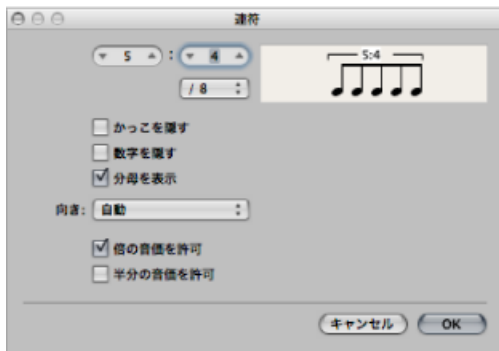 連符
5 : 4
5:4
/ 8
かっこを隠す
数字を隠す
分母を表示
向き: 自動
倍の音価を許可
半分の音価を許可
キャンセル OK